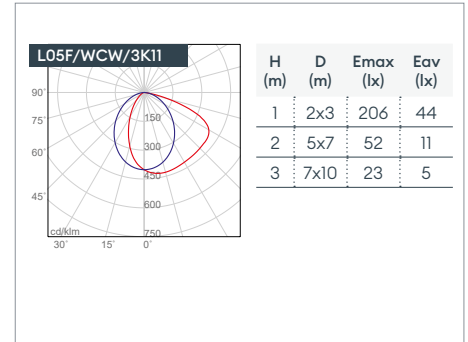 L05F/WCW/3K11
90°
75°
60°
45°
30°
15°
0°
150
300
450
600
750
cd/klm
H D Emax Eav
(m) (m) (lx) (lx)
1 2x3 206 44
2 5x7 52 11
3 7x10 23 5